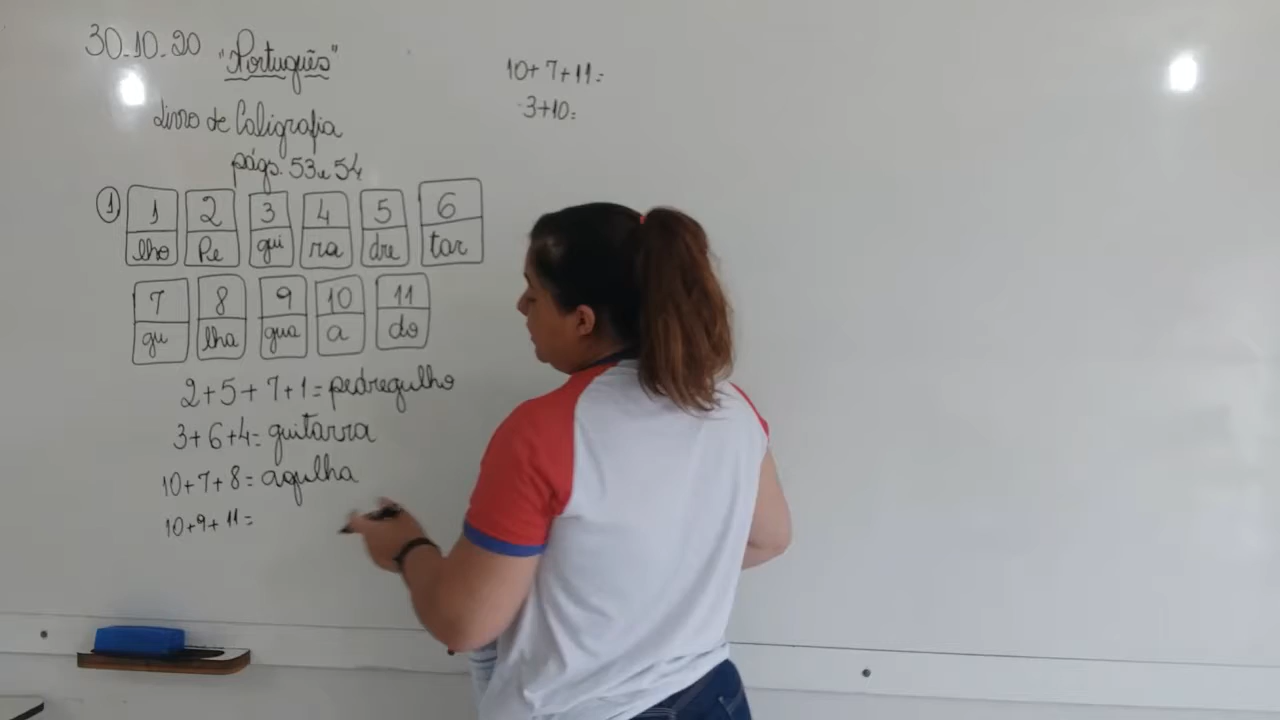 30.10.20 "Português"
Livro de Caligrafia
págs. 53 e 54
1 1 2 3 4 5 6
lho Pe gui ra dre tar
7 8 9 10 11
gu lha gua a do
2+5+7+1= pedregulho
3+6+4= guitarra
10+7+8= agulha
10+9+11=
10+7+11=
3+10=